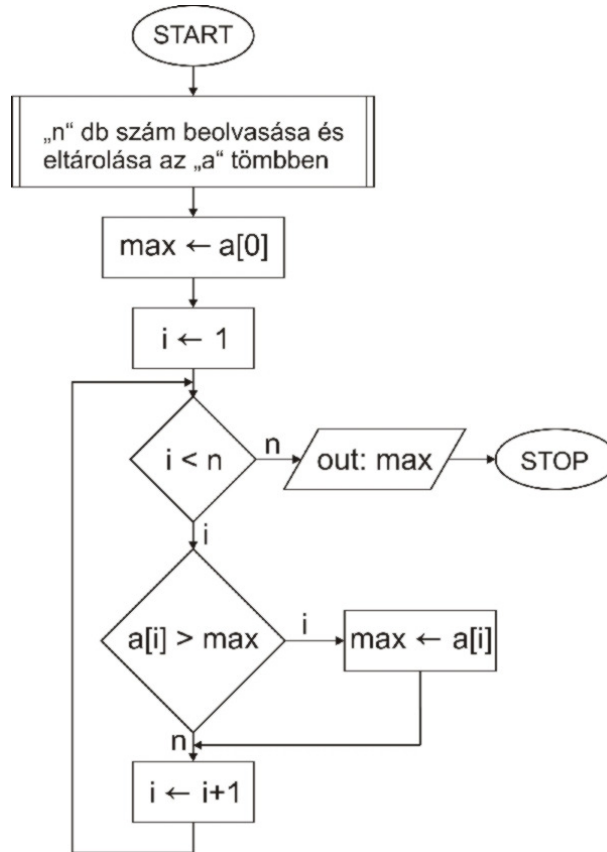 START
„n“ db szám beolvasása és
eltárolása az „a“ tömbben
max ← a[0]
i ← 1
i < n
n
out: max
STOP
i
a[i] > max
i
max ← a[i]
n
i ← i+1